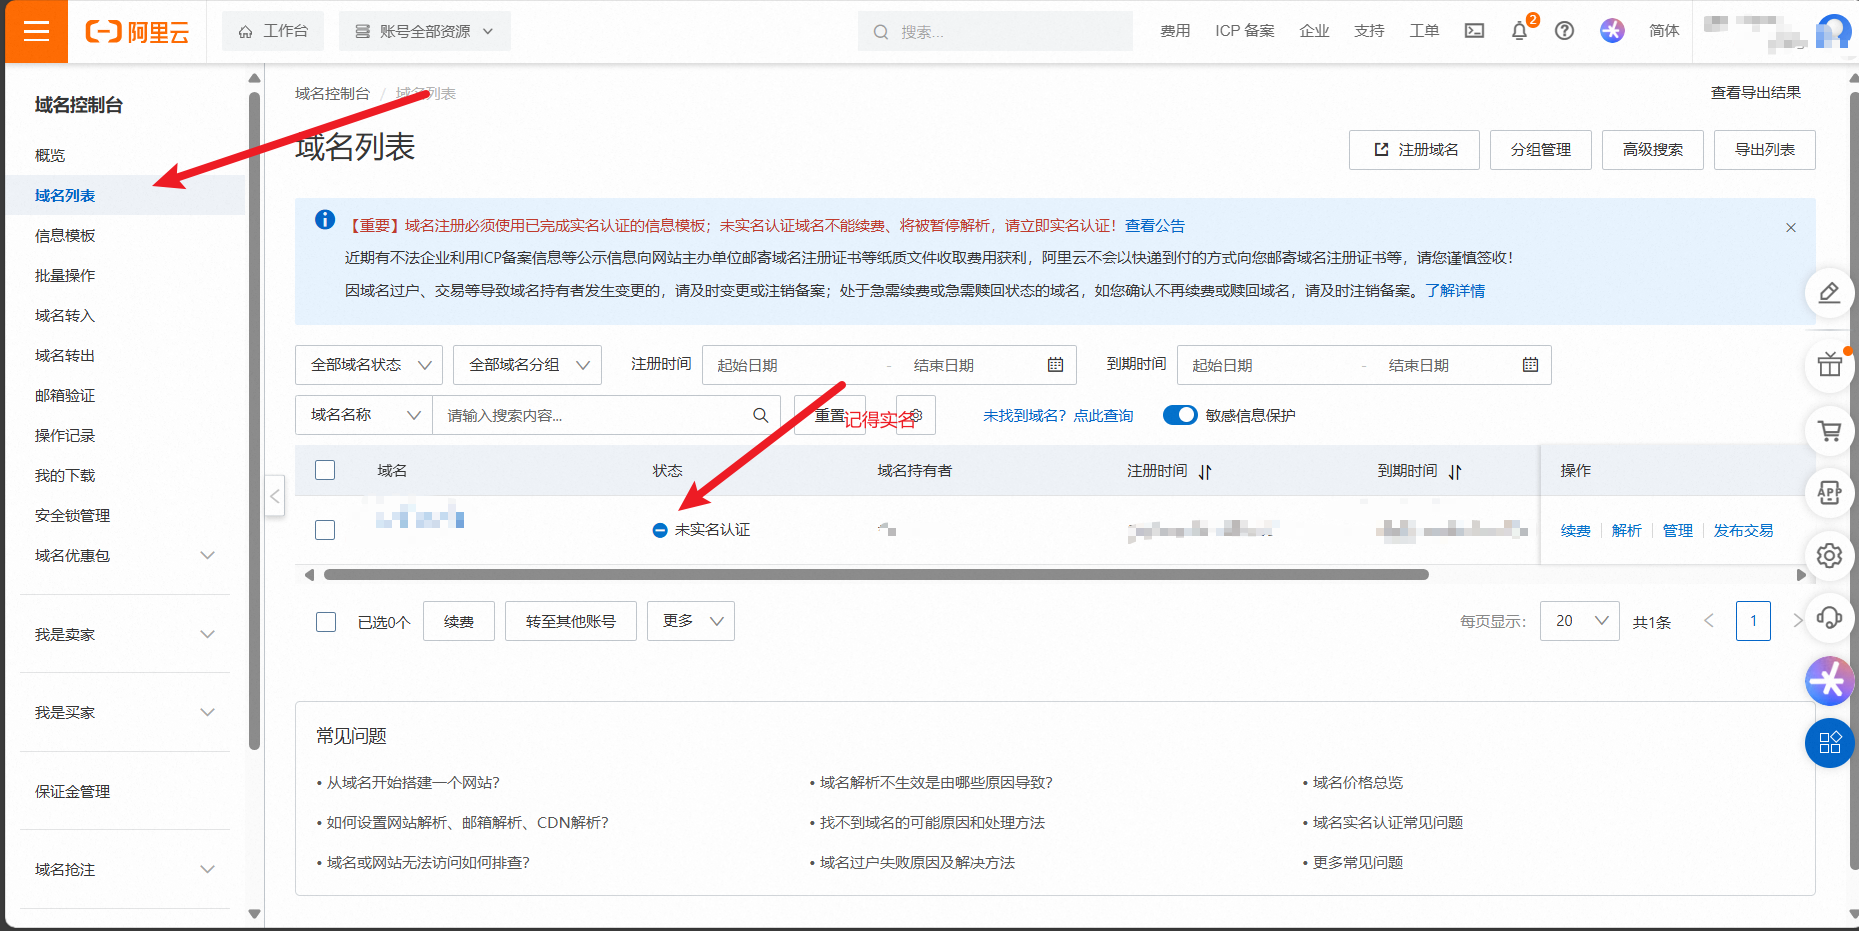 阿里云
工作台
账号全部资源
搜索...
费用
ICP 备案
企业
支持
工单
2
简体
域名控制台
概览
域名列表
信息模板
批量操作
域名转入
域名转出
邮箱验证
操作记录
我的下载
安全锁管理
域名优惠包
我是卖家
我是买家
保证金管理
域名抢注
域名控制台 / 域名列表
查看导出结果
域名列表
注册域名
分组管理
高级搜索
导出列表
【重要】域名注册必须使用已完成实名认证的信息模板；未实名认证域名不能续费、将被暂停解析，请立即实名认证！查看公告
近期有不法企业利用ICP备案信息等公示信息向网站主办单位邮寄域名注册证书等纸质文件收取费用获利，阿里云不会以快递到付的方式向您邮寄域名注册证书等，请您谨慎签收！
因域名过户、交易等导致域名持有者发生变更的，请及时变更或注销备案；处于急需续费或急需赎回状态的域名，如您确认不再续费或赎回域名，请及时注销备案。了解详情
全部域名状态
全部域名分组
注册时间
起始日期 - 结束日期
到期时间
起始日期 - 结束日期
域名名称
请输入搜索内容...
重置
记得实名
未找到域名？点此查询
敏感信息保护
域名
状态
域名持有者
注册时间
到期时间
操作
未实名认证
续费
解析
管理
发布交易
已选0个
续费
转至其他账号
更多
每页显示：
20
共1条
1
APP
常见问题
• 从域名开始搭建一个网站？
• 域名解析不生效是由哪些原因导致？
• 域名价格总览
• 如何设置网站解析、邮箱解析、CDN解析？
• 找不到域名的可能原因和处理方法
• 域名实名认证常见问题
• 域名或网站无法访问如何排查？
• 域名过户失败原因及解决方法
• 更多常见问题